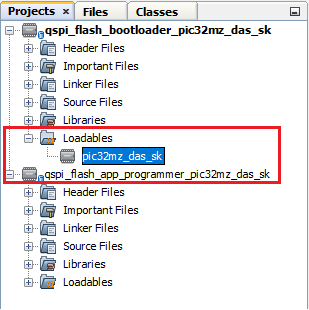 Projects Files Classes
qspi_flash_bootloader_pic32mz_das_sk
Header Files
Important Files
Linker Files
Source Files
Libraries
Loadables
pic32mz_das_sk
qspi_flash_app_programmer_pic32mz_das_sk
Header Files
Important Files
Linker Files
Source Files
Libraries
Loadables